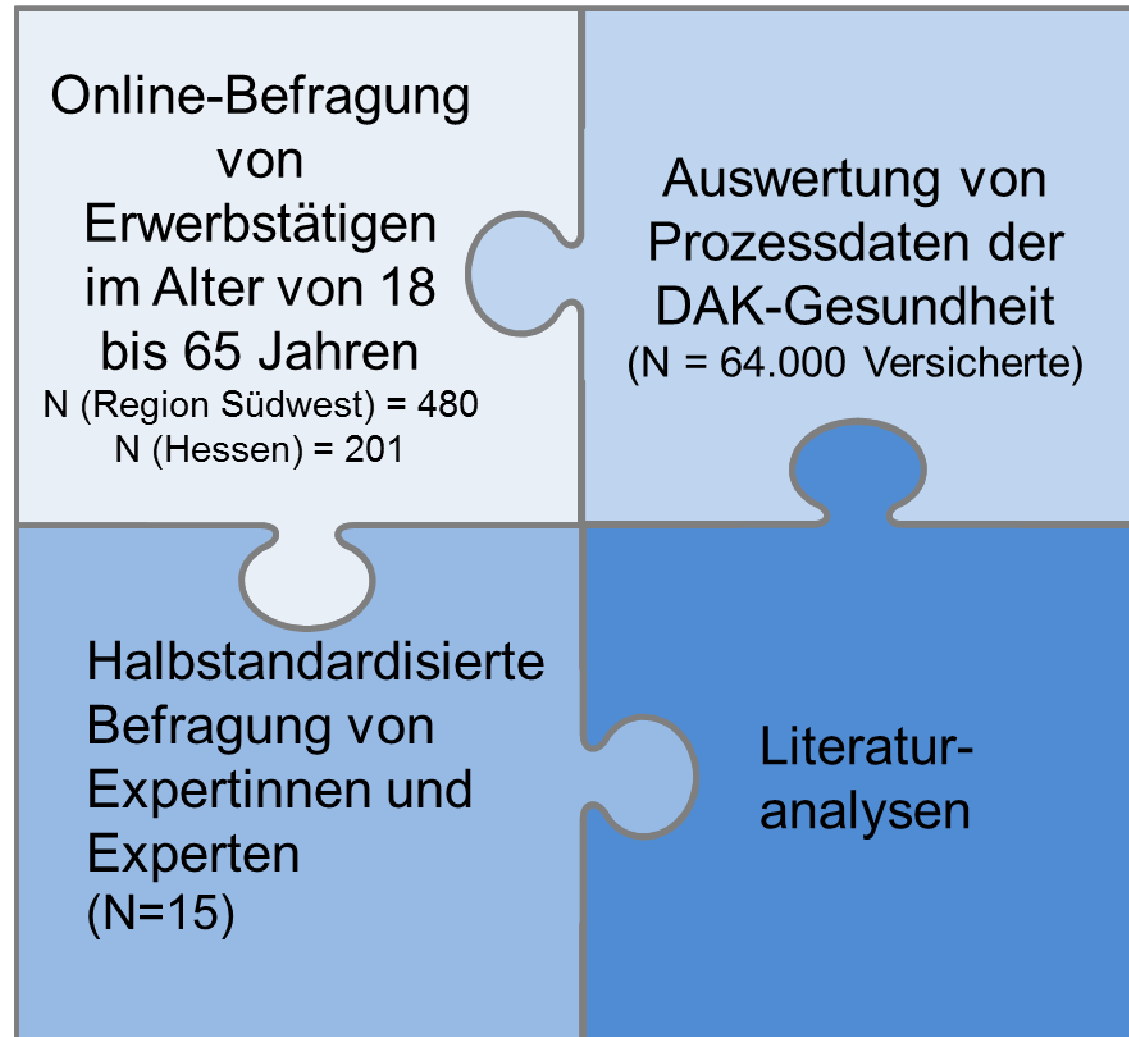 Online-Befragung
von
Erwerbstätigen
im Alter von 18
bis 65 Jahren
N (Region Südwest) = 480
N (Hessen) = 201
Auswertung von
Prozessdaten der
DAK-Gesundheit
(N = 64.000 Versicherte)
Halbstandardisierte
Befragung von
Expertinnen und
Experten
(N=15)
Literatur-
analysen